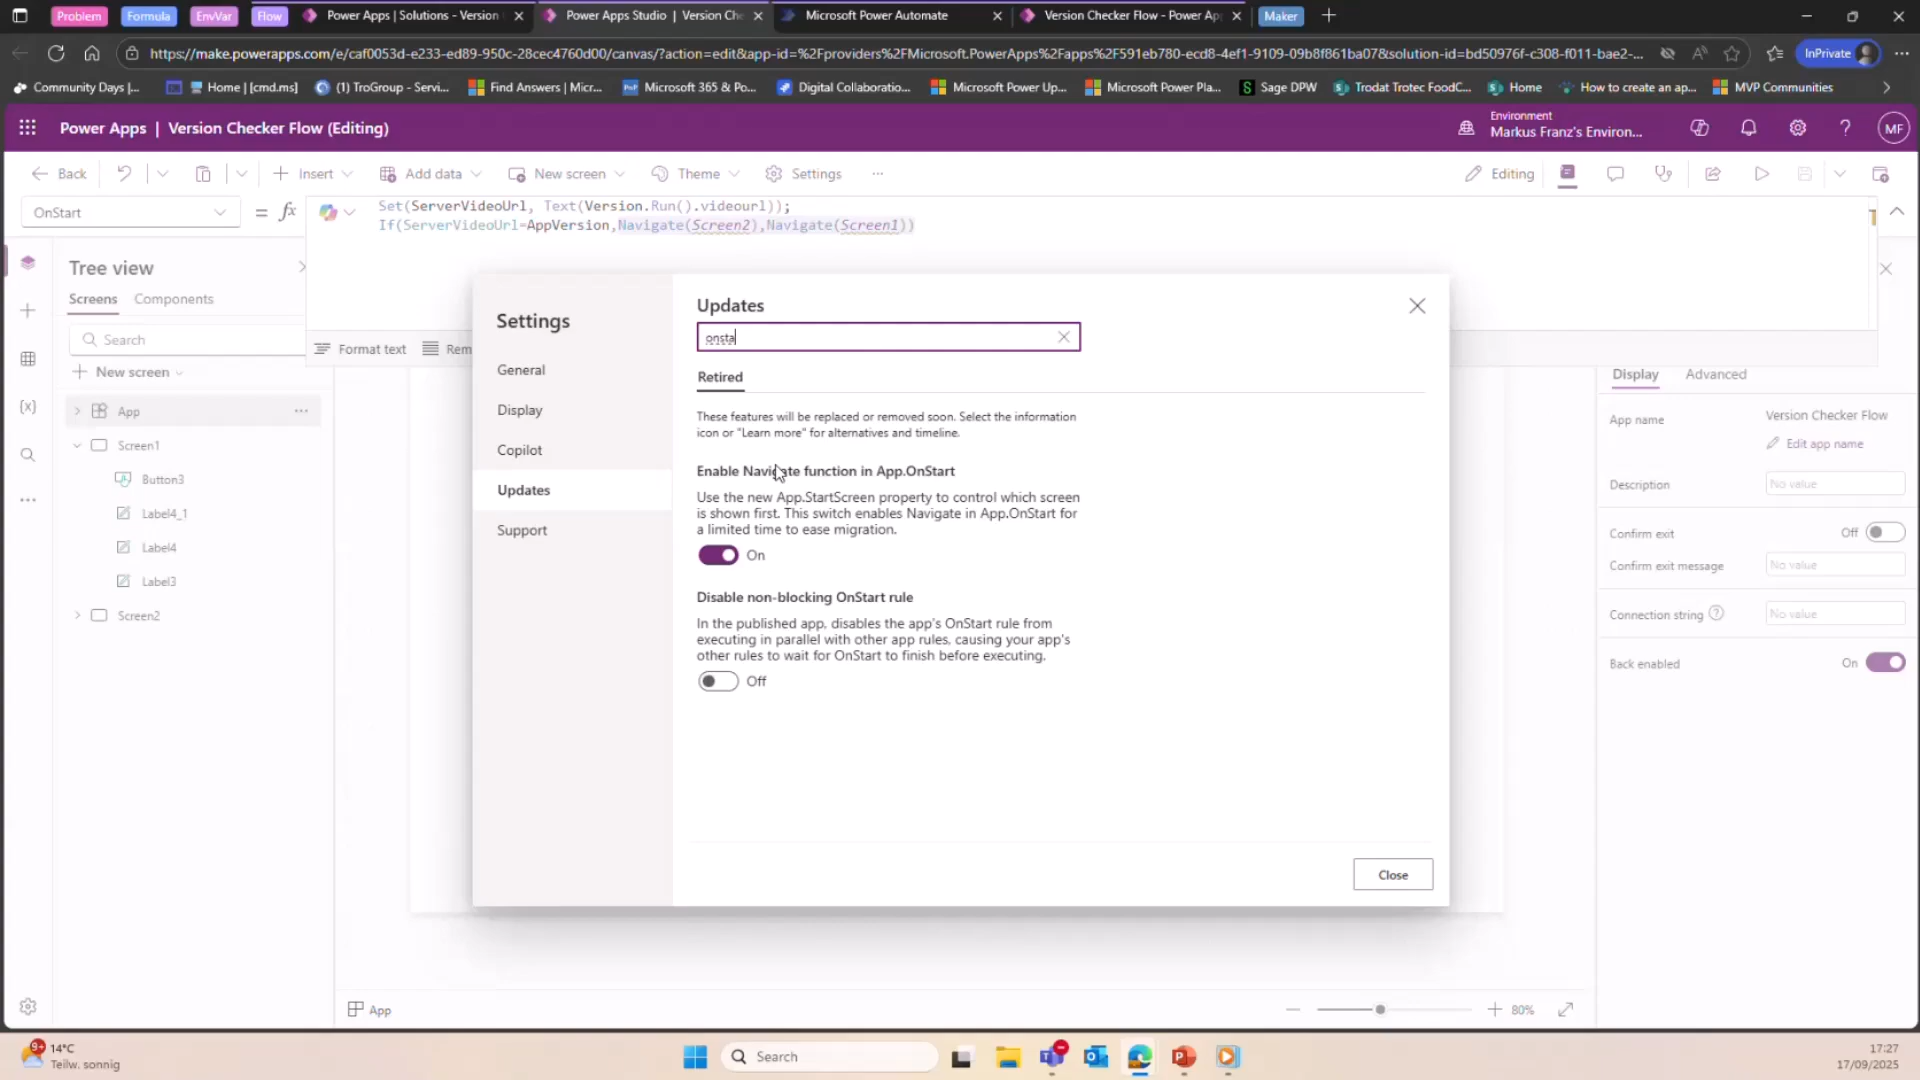 Problem
Formula
EnvVar
Flow
Power Apps | Solutions - Version
Power Apps Studio | Version Che
Microsoft Power Automate
Version Checker Flow - Power Ap
Maker
https://make.powerapps.com/e/caf0053d-e233-ed89-950c-28cec4760d00/canvas/?action=edit&app-id=%2Fproviders%2FMicrosoft.PowerApps%2Fapps%2F591eb780-ecd8-4ef1-9109-09b8f861ba07&solution-id=bd50976f-c308-f011-bae2-...
InPrivate
Community Days |...
Home | [cmd.ms]
(1) TroGroup - Servi...
Find Answers | Micr...
Microsoft 365 & Po...
Digital Collaboratio...
Microsoft Power Up...
Microsoft Power Pla...
Sage DPW
Trodat Trotec FoodC...
Home
How to create an ap...
MVP Communities
Power Apps | Version Checker Flow (Editing)
Environment
Markus Franz's Environ...
MF
Back
Insert
Add data
New screen
Theme
Settings
...
Editing
OnStart
= fx
Set(ServerVideoUrl, Text(Version.Run().videourl));
If(ServerVideoUrl=AppVersion,Navigate(Screen2),Navigate(Screen1))
Format text
Rem
Tree view
Screens
Components
Search
New screen
App
Screen1
Button3
Label4_1
Label4
Label3
Screen2
Settings
General
Display
Copilot
Updates
Support
Updates
onsta
Retired
These features will be replaced or removed soon. Select the information
icon or "Learn more" for alternatives and timeline.
Enable Navigate function in App.OnStart
Use the new App.StartScreen property to control which screen
is shown first. This switch enables Navigate in App.OnStart for
a limited time to ease migration.
On
Disable non-blocking OnStart rule
In the published app, disables the app's OnStart rule from
executing in parallel with other app rules, causing your app's
other rules to wait for OnStart to finish before executing.
Off
Close
Display
Advanced
App name
Version Checker Flow
Edit app name
Description
No value
Confirm exit
Off
Confirm exit message
No value
Connection string
No value
Back enabled
On
App
80%
9+
14°C
Teilw. sonnig
Search
17:27
17/09/2025